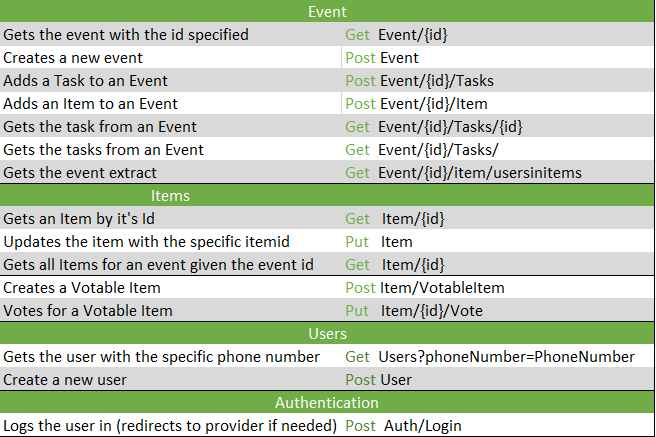 Event
Gets the event with the id specified Get Event/{id}
Creates a new event Post Event
Adds a Task to an Event Post Event/{id}/Tasks
Adds an Item to an Event Post Event/{id}/Item
Gets the task from an Event Get Event/{id}/Tasks/{id}
Gets the tasks from an Event Get Event/{id}/Tasks/
Gets the event extract Get Event/{id}/item/usersinitems
Items
Gets an Item by it's Id Get Item/{id}
Updates the item with the specific itemid Put Item
Gets all Items for an event given the event id Get Item/{id}
Creates a Votable Item Post Item/VotableItem
Votes for a Votable Item Put Item/{id}/Vote
Users
Gets the user with the specific phone number Get Users?phoneNumber=PhoneNumber
Create a new user Post User
Authentication
Logs the user in (redirects to provider if needed) Post Auth/Login